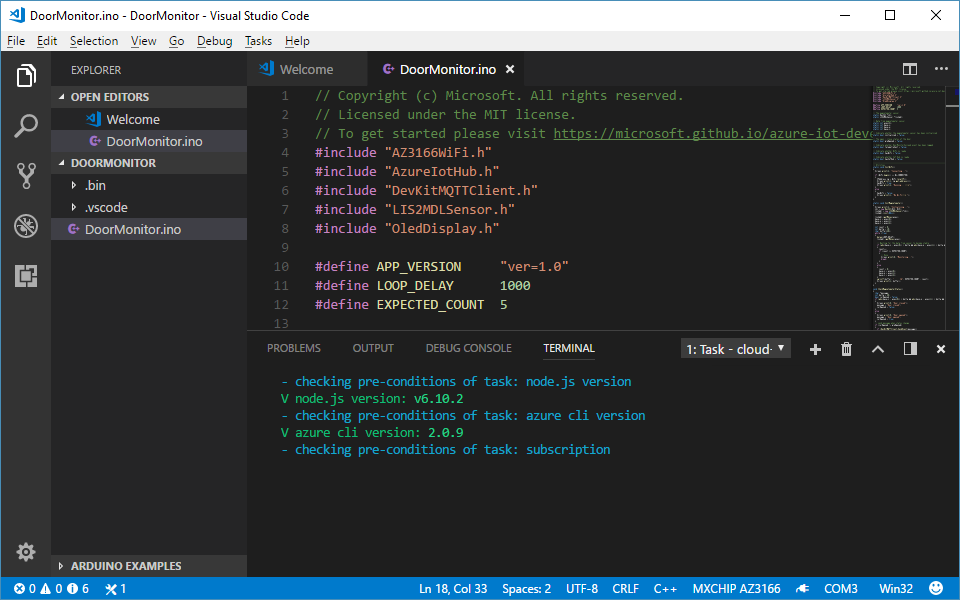 DoorMonitor.ino - DoorMonitor - Visual Studio Code
File Edit Selection View Go Debug Tasks Help
EXPLORER
OPEN EDITORS
Welcome
DoorMonitor.ino
DOORMONITOR
.bin
.vscode
DoorMonitor.ino
ARDUINO EXAMPLES
Welcome DoorMonitor.ino
1 // Copyright (c) Microsoft. All rights reserved.
2 // Licensed under the MIT license.
3 // To get started please visit https://microsoft.github.io/azure-iot-deve
4 #include "AZ3166WiFi.h"
5 #include "AzureIotHub.h"
6 #include "DevKitMQTTClient.h"
7 #include "LIS2MDLSensor.h"
8 #include "OledDisplay.h"
9
10 #define APP_VERSION "ver=1.0"
11 #define LOOP_DELAY 1000
12 #define EXPECTED_COUNT 5
13
PROBLEMS OUTPUT DEBUG CONSOLE TERMINAL 1: Task - cloud-
- checking pre-conditions of task: node.js version
V node.js version: v6.10.2
- checking pre-conditions of task: azure cli version
V azure cli version: 2.0.9
- checking pre-conditions of task: subscription
0 0 6 1 Ln 18, Col 33 Spaces: 2 UTF-8 CRLF C++ MXCHIP AZ3166 COM3 Win32